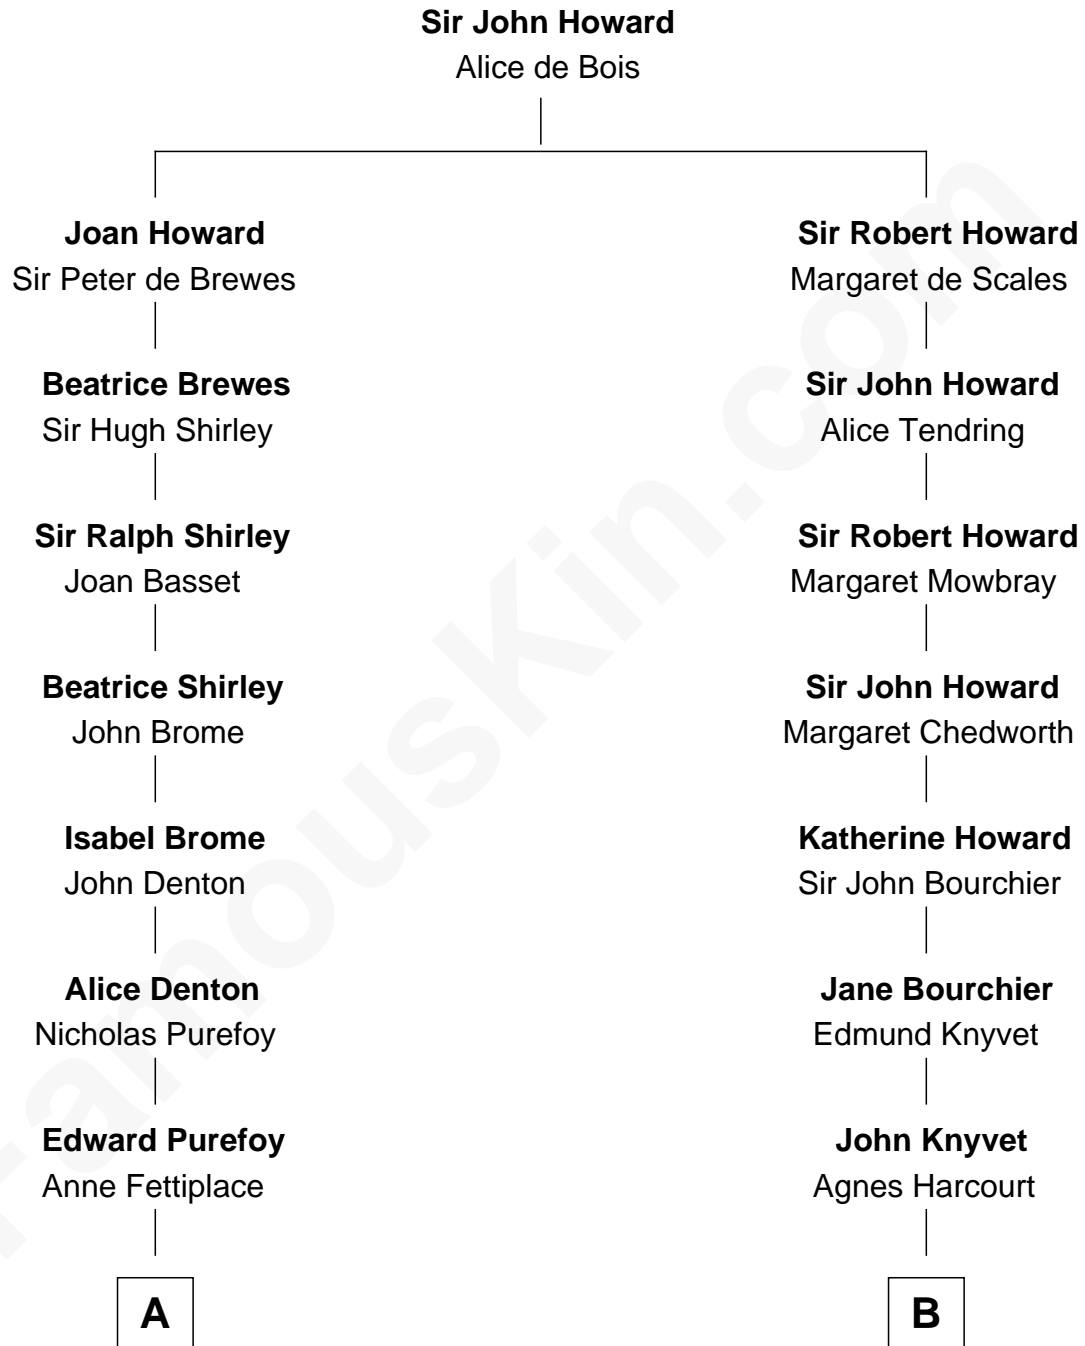 Sir John Howard
Alice de Bois
Joan Howard
Sir Peter de Brewes
Sir Robert Howard
Margaret de Scales
Beatrice Brewes
Sir Hugh Shirley
Sir John Howard
Alice Tendring
Sir Ralph Shirley
Joan Basset
Sir Robert Howard
Margaret Mowbray
Beatrice Shirley
John Brome
Sir John Howard
Margaret Chedworth
Isabel Brome
John Denton
Katherine Howard
Sir John Bourchier
Alice Denton
Nicholas Purefoy
Jane Bourchier
Edmund Knyvet
Edward Purefoy
Anne Fettiplace
John Knyvet
Agnes Harcourt
A
B
FamousKin.com